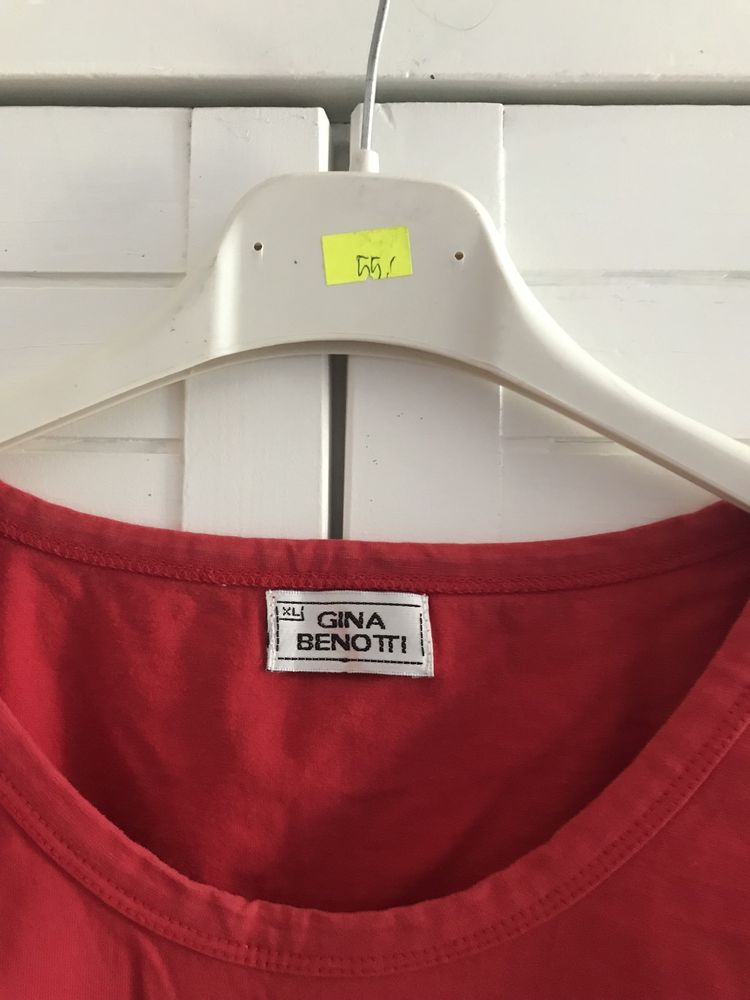 55.
XL
GINA
BENOTTI